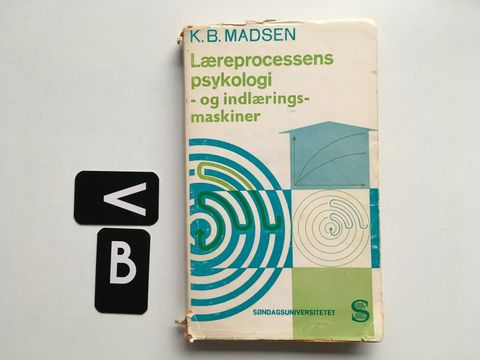 K.B. MADSEN
Læreprocessens
psykologi
- og indlærings-
maskiner
SØNDAGSUNIVERSITETET
S
V
B